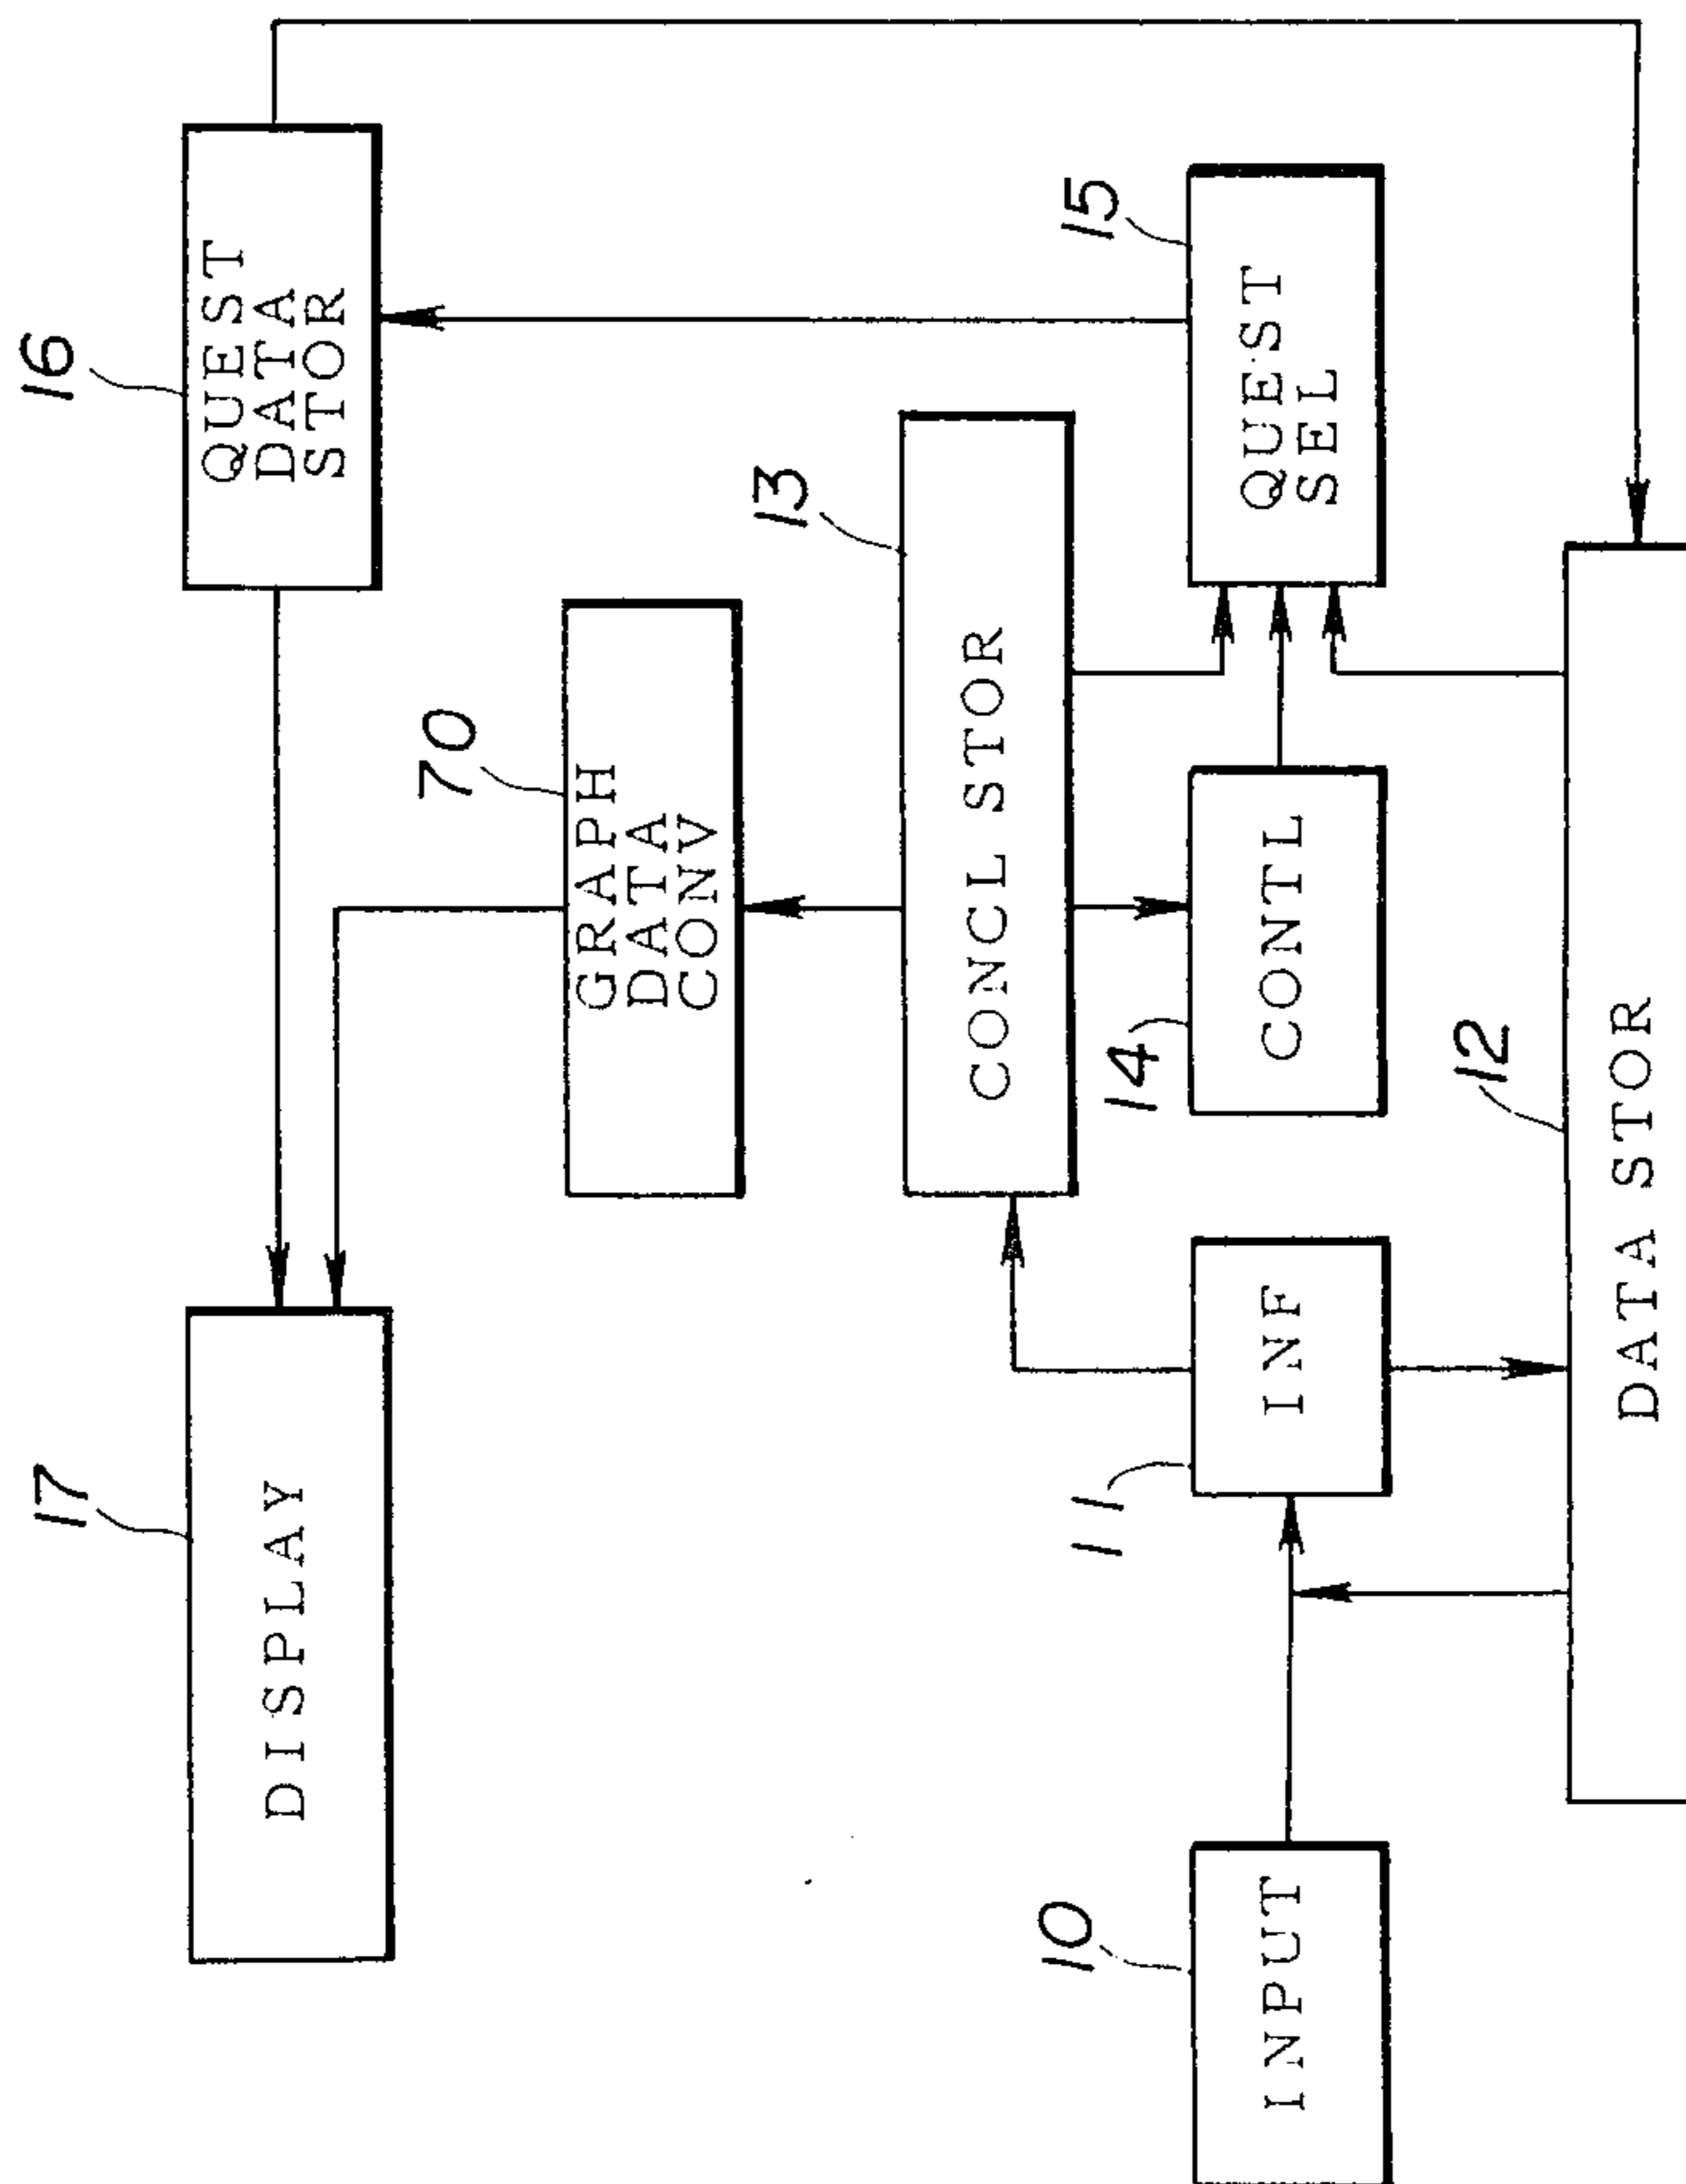 17
DISPLAY
16
QUEST
DATA
STOR
70
GRAPH
DATA
CONV
13
CONCL STOR
10
INPUT
11
INF
14
CONTL
15
QUEST
SEL
12
DATA STOR